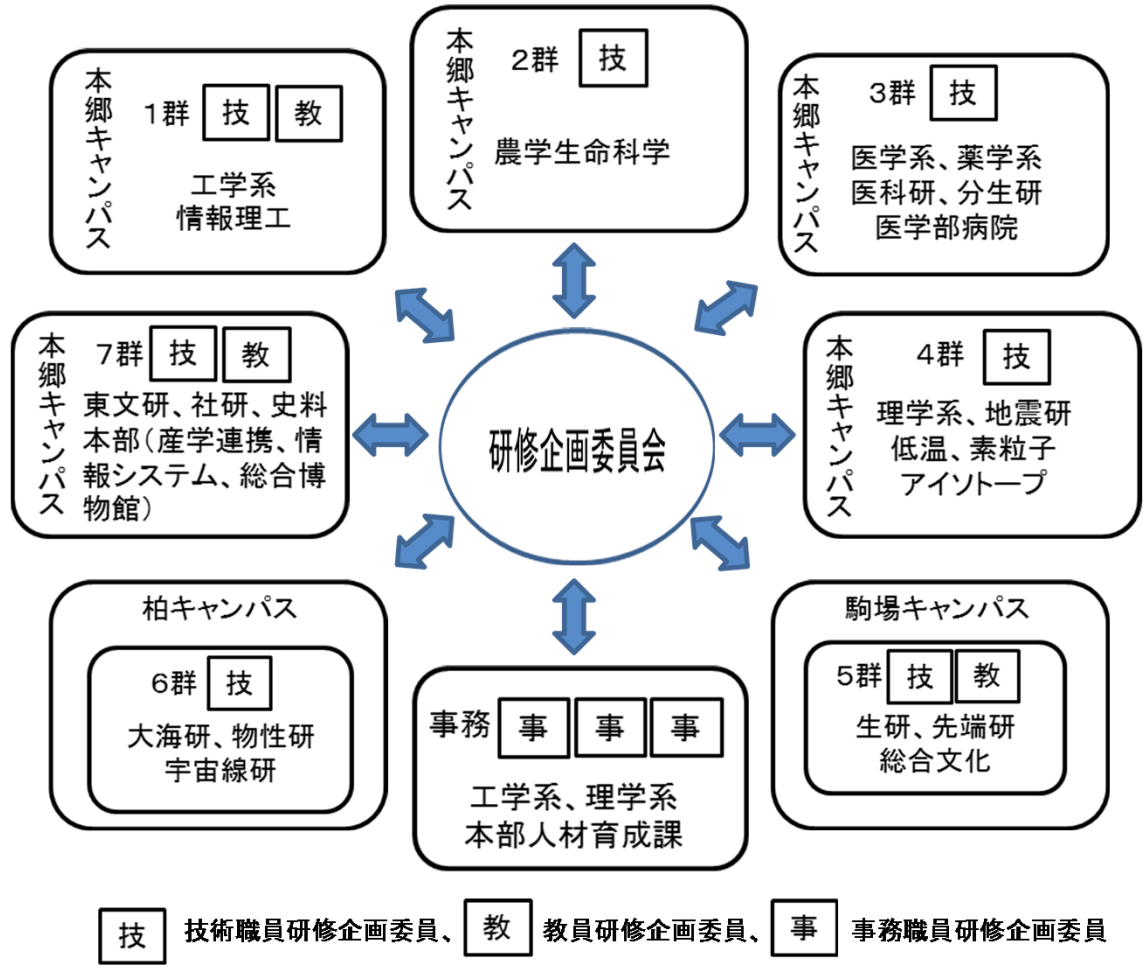 本郷キャンパス
1群 技 教
工学系
情報理工
本郷キャンパス
2群 技
農学生命科学
本郷キャンパス
3群 技
医学系、薬学系
医科研、分生研
医学部病院
本郷キャンパス
7群 技 教
東文研、社研、史料
本部(産学連携、情
報システム、総合博
物館)
研修企画委員会
本郷キャンパス
4群 技
理学系、地震研
低温、素粒子
アイソトープ
柏キャンパス
6群 技
大海研、物性研
宇宙線研
事務 事 事 事
工学系、理学系
本部人材育成課
駒場キャンパス
5群 技 教
生研、先端研
総合文化
技 技術職員研修企画委員、 教 教員研修企画委員、 事 事務職員研修企画委員